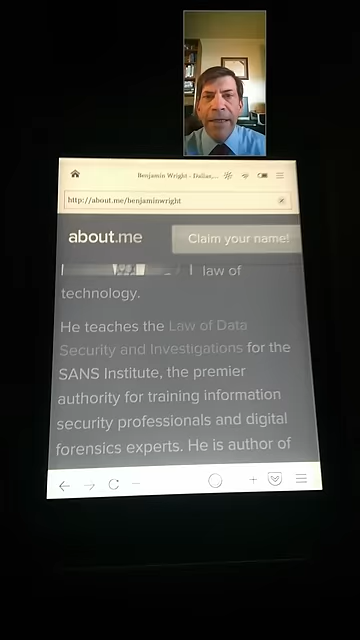 Benjamin Wright - Dallas,...
http://about.me/benjaminwright
about.me
Claim your name!
law of
technology.
He teaches the Law of Data
Security and Investigations for the
SANS Institute, the premier
authority for training information
security professionals and digital
forensics experts. He is author of